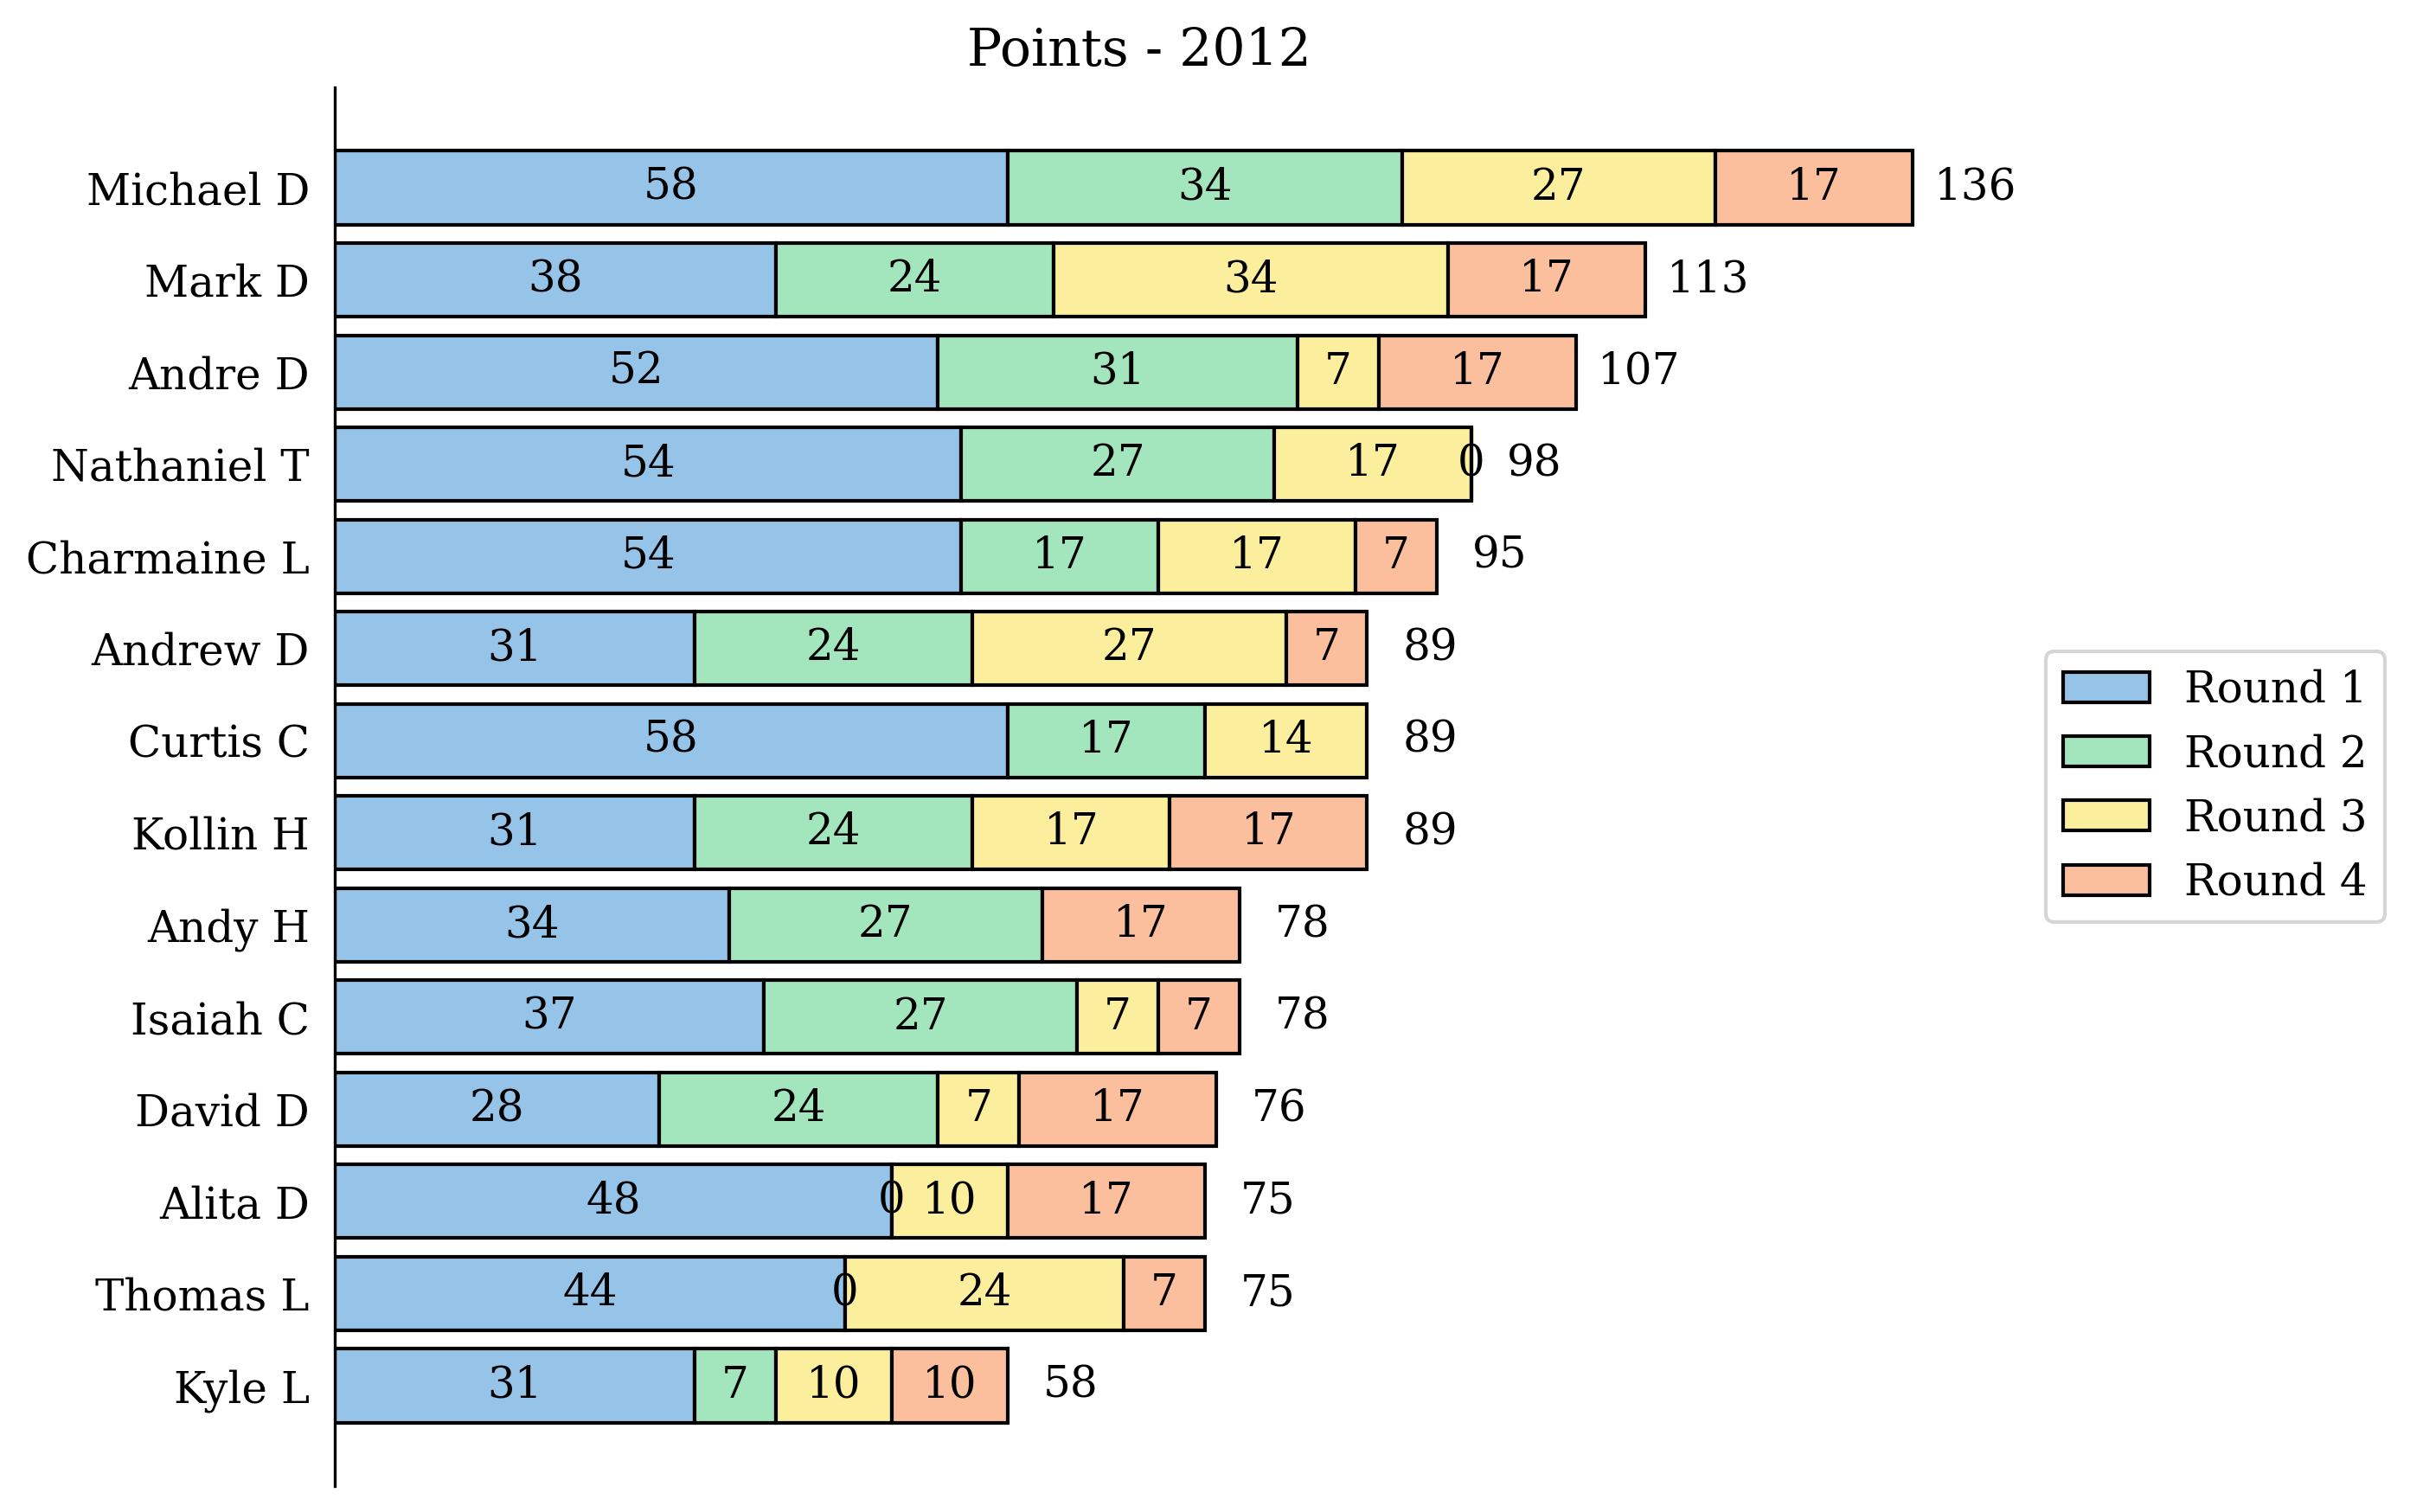 Points - 2012
Michael D 58 34 27 17 136
Mark D 38 24 34 17 113
Andre D 52 31 7 17 107
Nathaniel T 54 27 17 0 98
Charmaine L 54 17 17 7 95
Andrew D 31 24 27 7 89
Curtis C 58 17 14 89
Kollin H 31 24 17 17 89
Andy H 34 27 17 78
Isaiah C 37 27 7 7 78
David D 28 24 7 17 76
Alita D 48 0 10 17 75
Thomas L 44 0 24 7 75
Kyle L 31 7 10 10 58
Round 1
Round 2
Round 3
Round 4